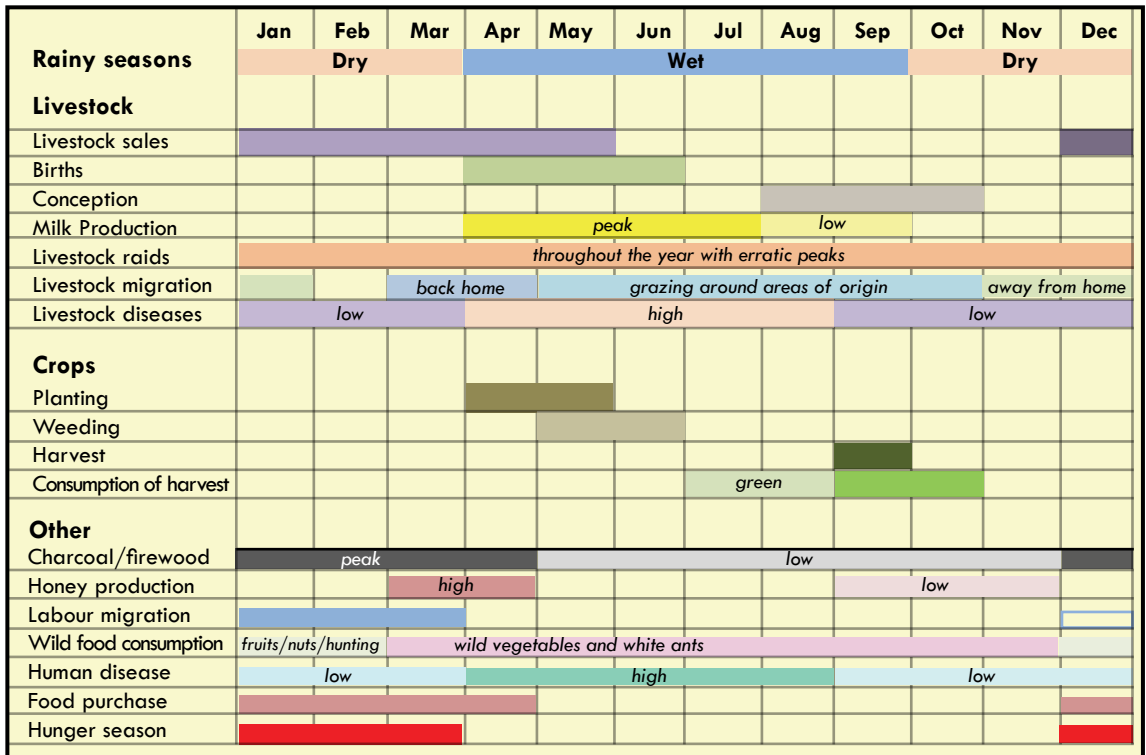 Jan Feb Mar Apr May Jun Jul Aug Sep Oct Nov Dec
Rainy seasons Dry Wet Dry
Livestock
Livestock sales
Births
Conception
Milk Production peak low
Livestock raids throughout the year with erratic peaks
Livestock migration back home grazing around areas of origin away from home
Livestock diseases low high low
Crops
Planting
Weeding
Harvest
Consumption of harvest green
Other
Charcoal/firewood peak low
Honey production high low
Labour migration
Wild food consumption fruits/nuts/hunting wild vegetables and white ants
Human disease low high low
Food purchase
Hunger season